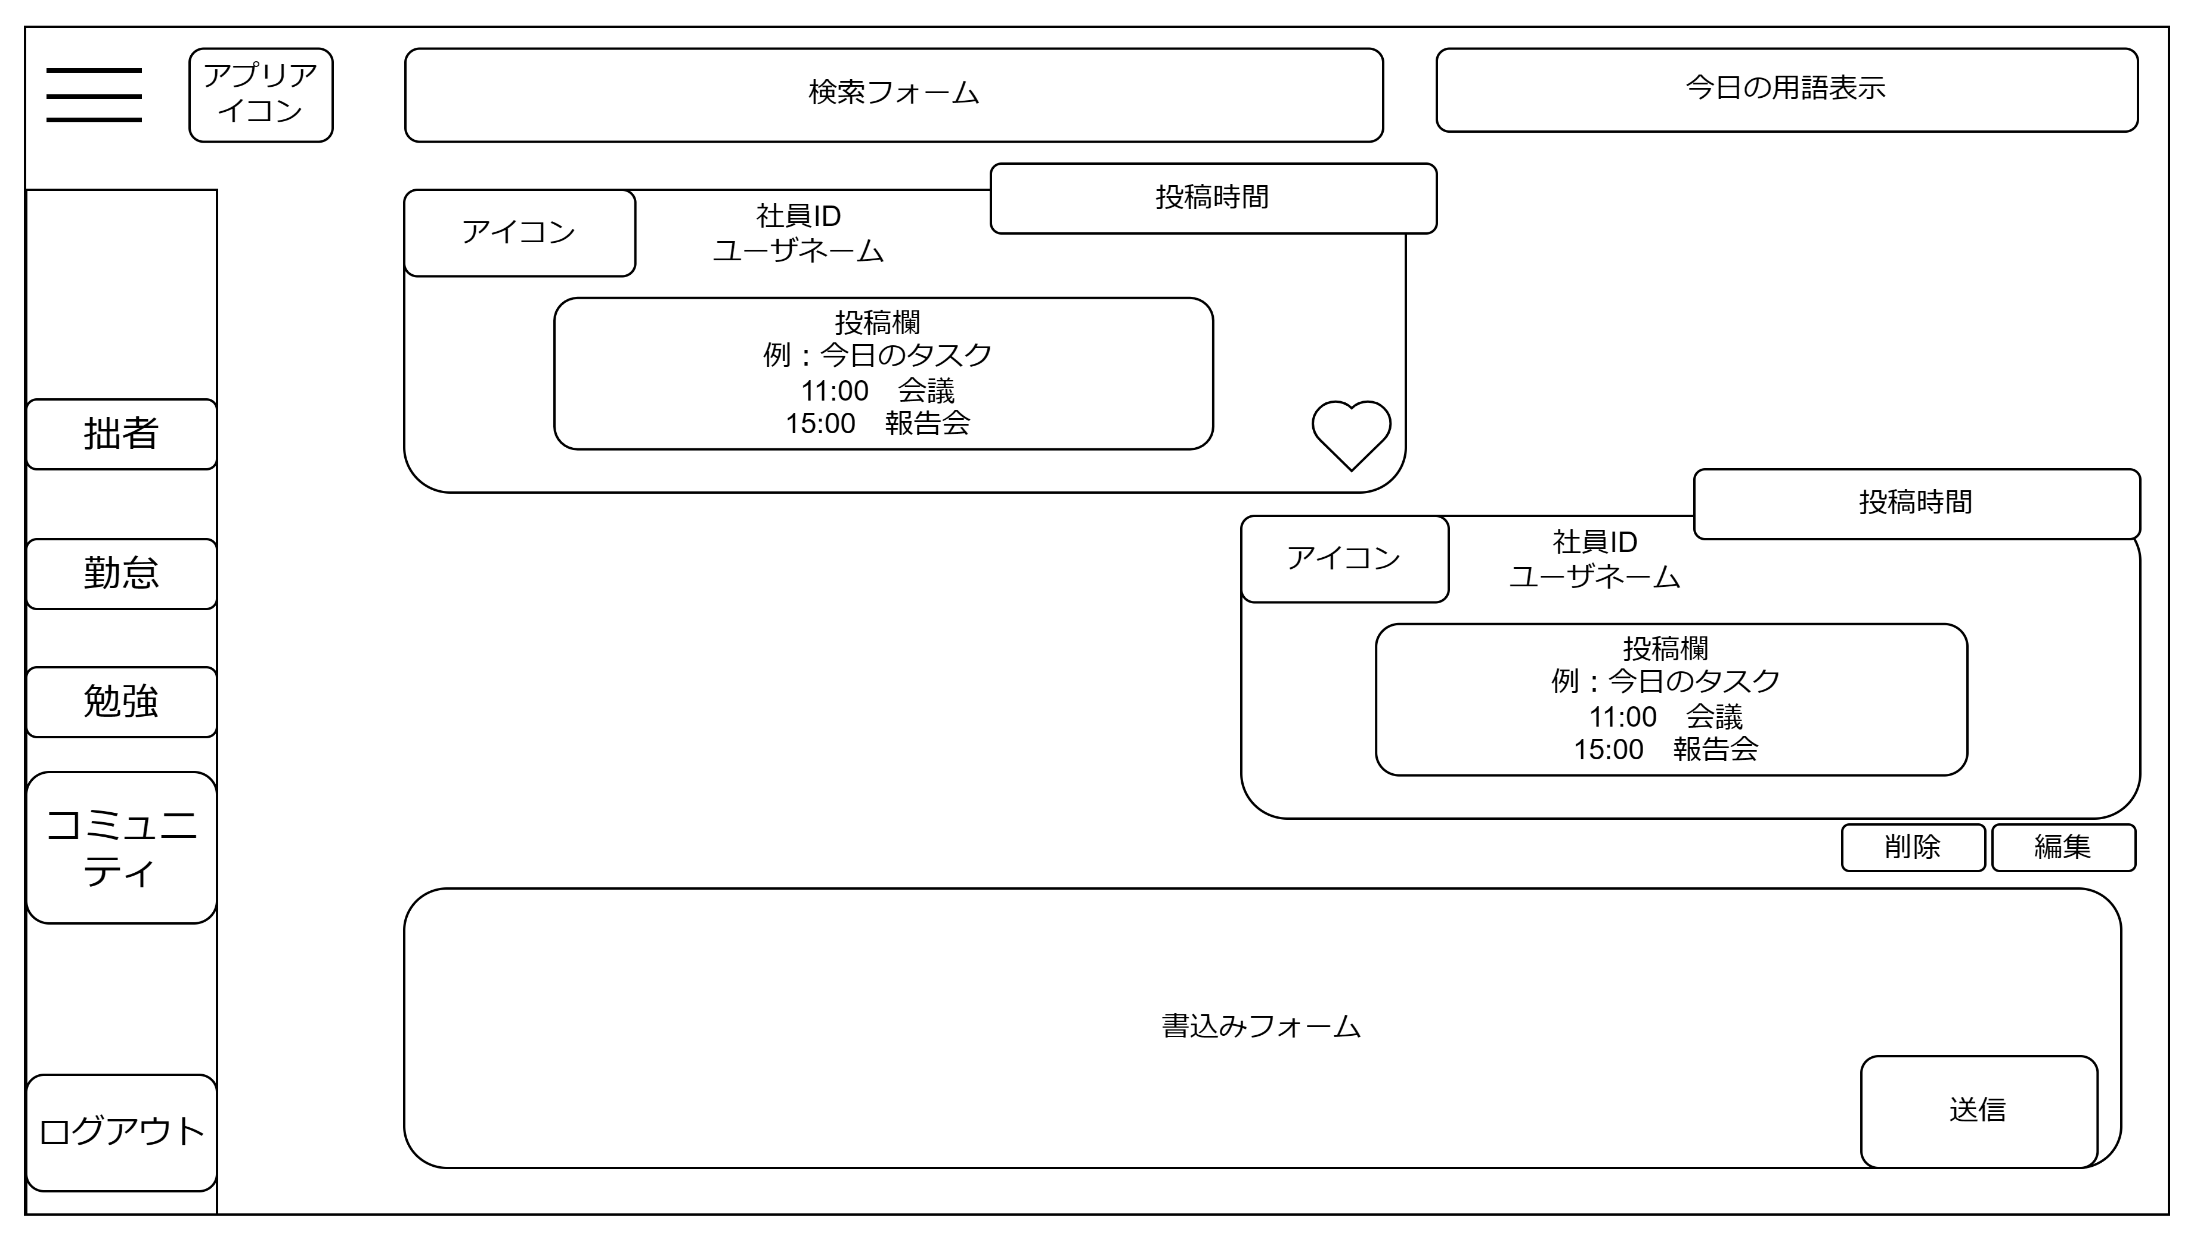 アプリア
イコン
検索フォーム
今日の用語表示
投稿時間
アイコン
社員ID
ユーザネーム
投稿欄
例：今日のタスク
11:00　会議
15:00　報告会
拙者
勤怠
勉強
コミュニ
ティ
ログアウト
投稿時間
アイコン
社員ID
ユーザネーム
投稿欄
例：今日のタスク
11:00　会議
15:00　報告会
削除
編集
書込みフォーム
送信